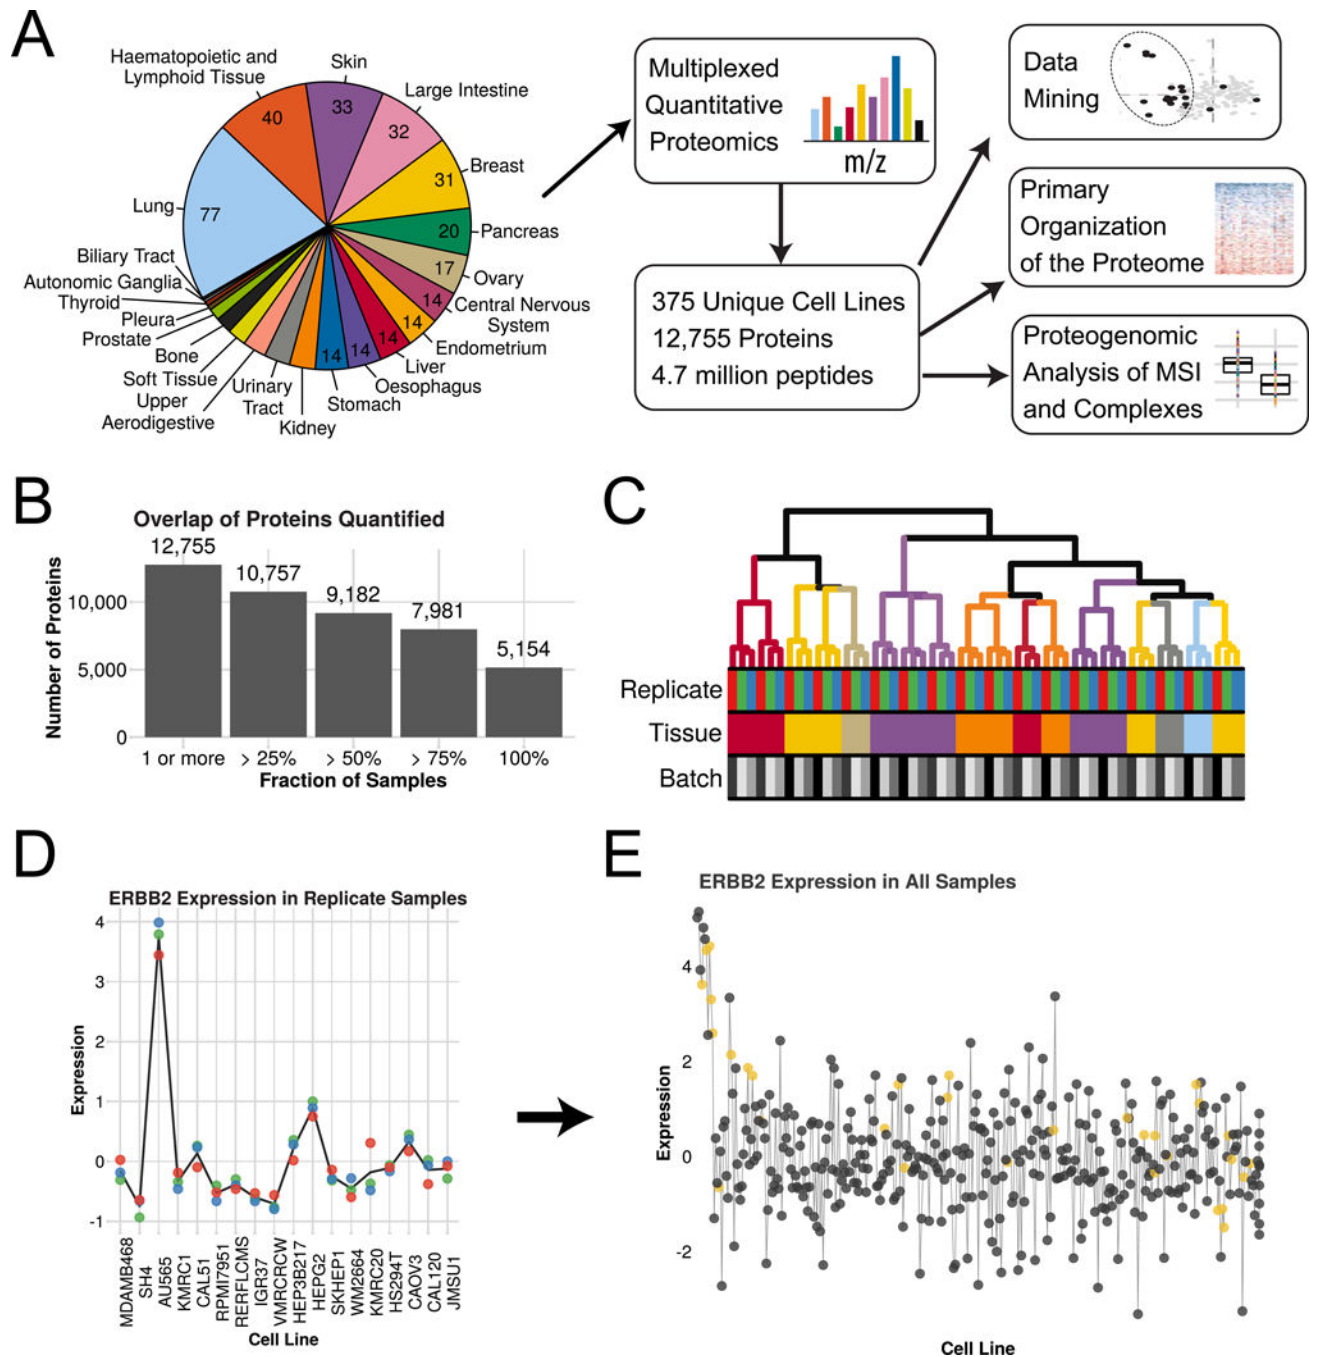 A
Haematopoietic and
Lymphoid Tissue
Skin
Large Intestine
Breast
Pancreas
Ovary
Central Nervous
System
Endometrium
Liver
Oesophagus
Stomach
Kidney
Urinary
Tract
Upper
Aerodigestive
Soft Tissue
Bone
Prostate
Pleura
Thyroid
Autonomic Ganglia
Biliary Tract
Lung
77
40
33
32
31
20
17
14
14
14
14
14
Multiplexed
Quantitative
Proteomics
m/z
375 Unique Cell Lines
12,755 Proteins
4.7 million peptides
Data
Mining
Primary
Organization
of the Proteome
Proteogenomic
Analysis of MSI
and Complexes
B
Overlap of Proteins Quantified
12,755
10,757
9,182
7,981
5,154
Number of Proteins
10,000
5,000
0
1 or more > 25% > 50% > 75% 100%
Fraction of Samples
C
Replicate
Tissue
Batch
D
ERBB2 Expression in Replicate Samples
Expression
4
3
2
1
0
-1
MDAMB468
SH4
AU565
KMRC1
CAL51
RPMI7951
RERFLCMS
IGR37
VMRCRCW
HEP3B217
HEPG2
SKHEP1
WM2664
KMRC20
HS294T
CAOV3
CAL120
JMSU1
Cell Line
E
ERBB2 Expression in All Samples
Expression
4
2
0
-2
Cell Line